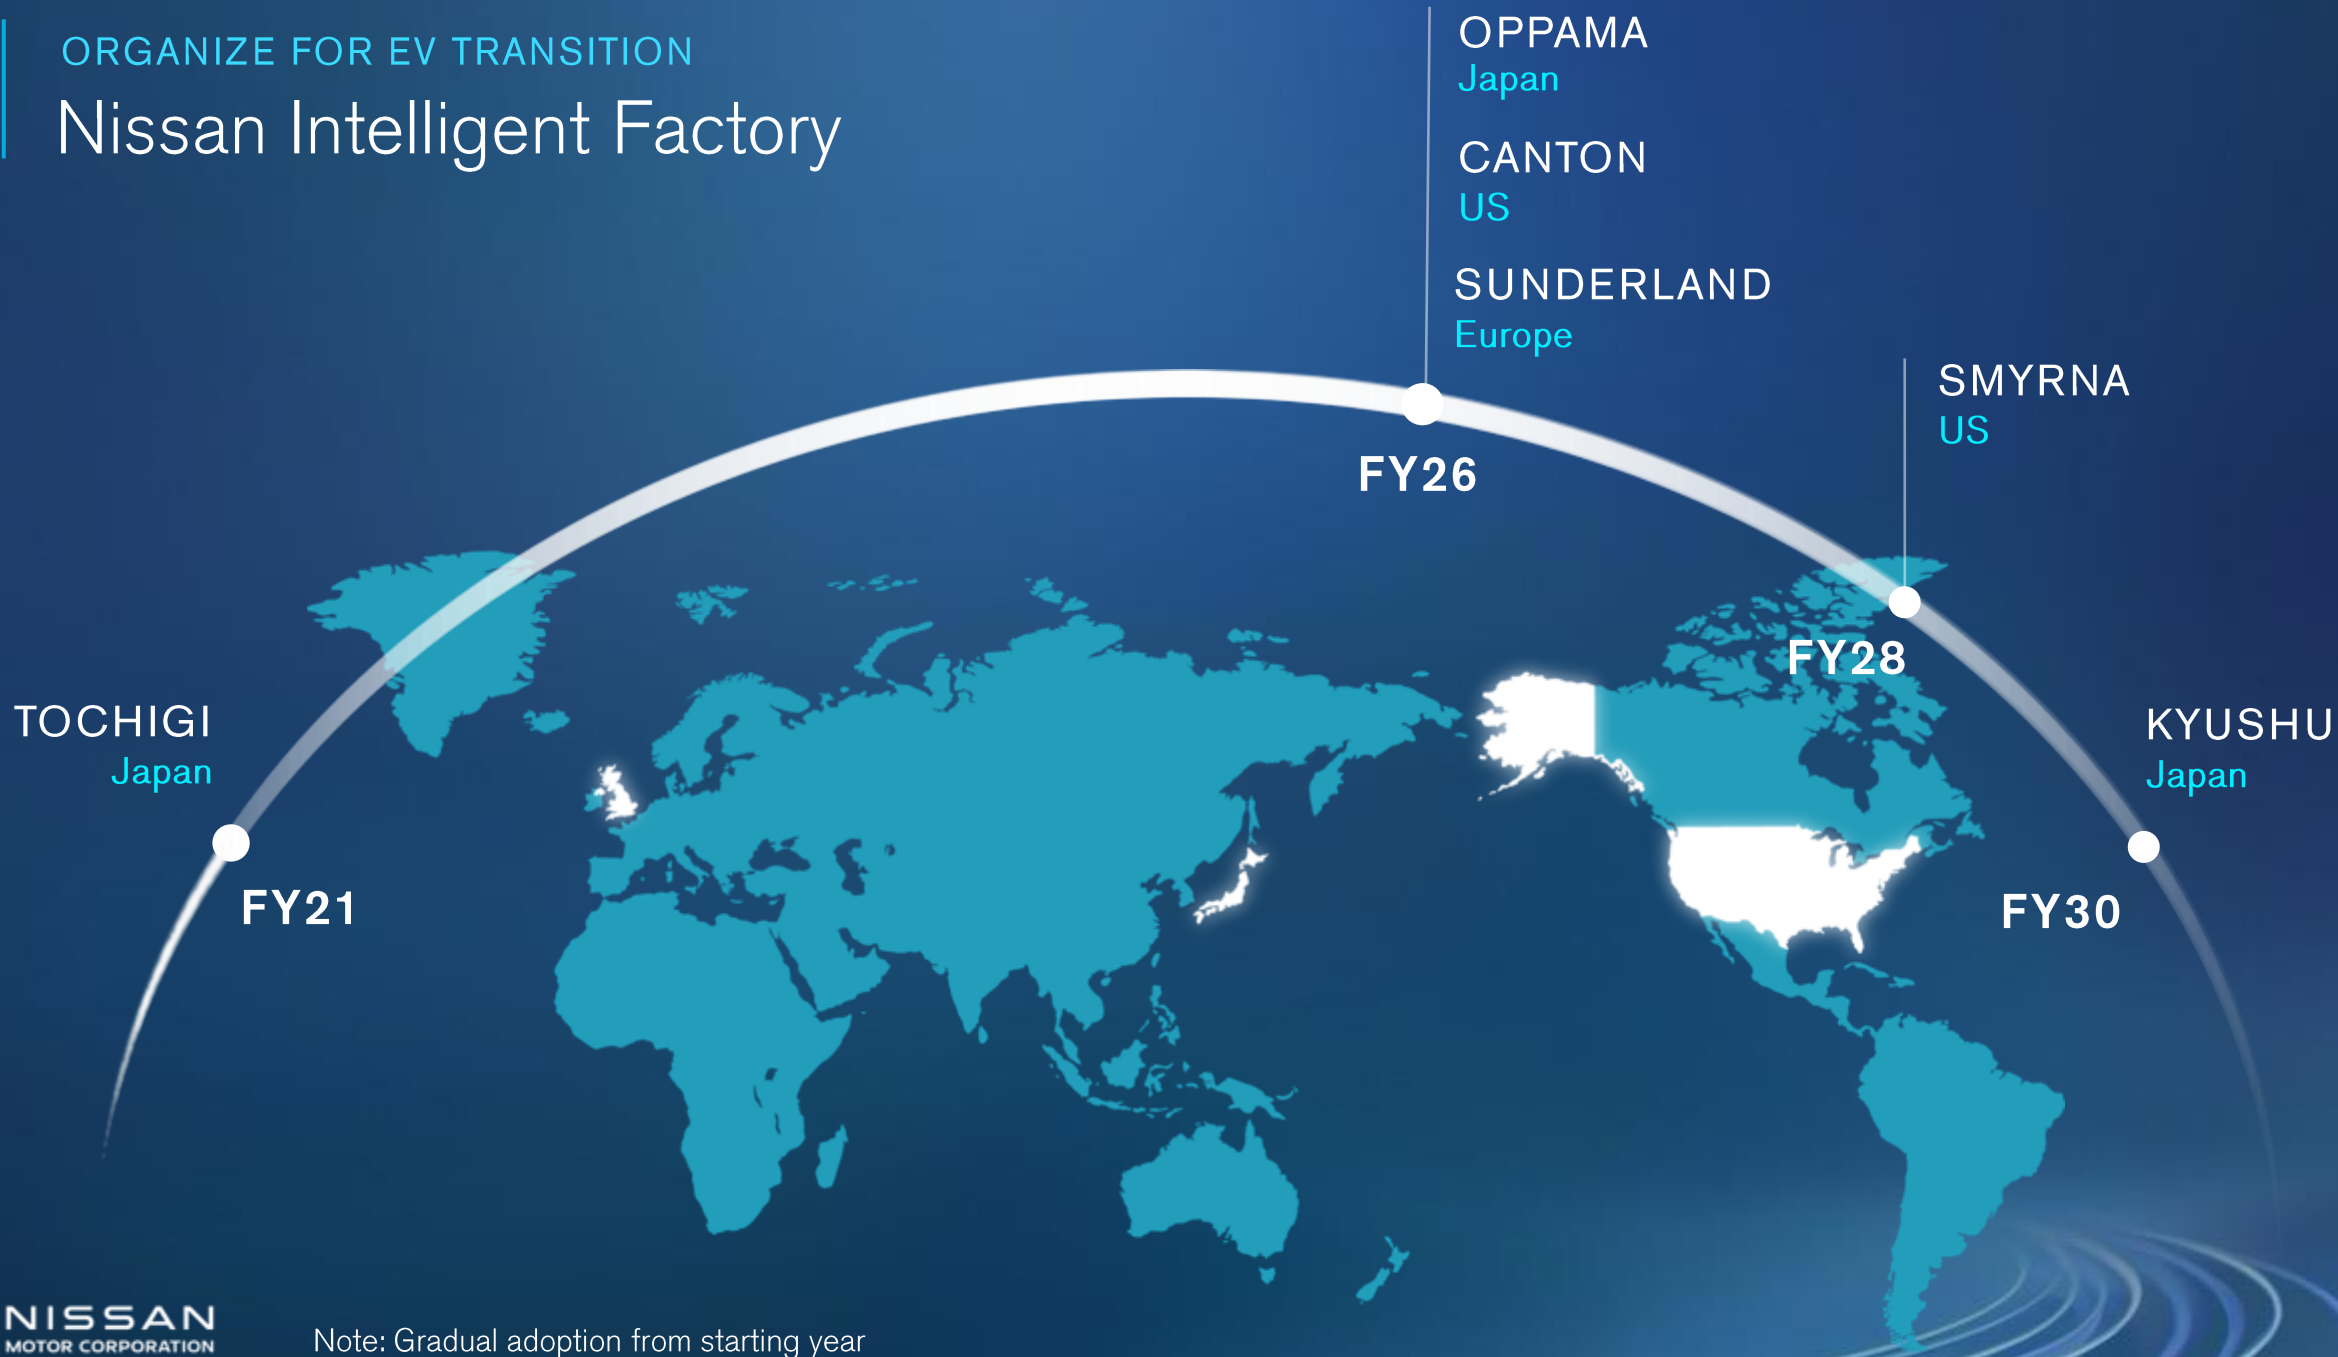 ORGANIZE FOR EV TRANSITION
Nissan Intelligent Factory
OPPAMA
Japan
CANTON
US
SUNDERLAND
Europe
SMYRNA
US
FY26
FY28
TOCHIGI
Japan
KYUSHU
Japan
FY21
FY30
NISSAN
MOTOR CORPORATION
Note: Gradual adoption from starting year